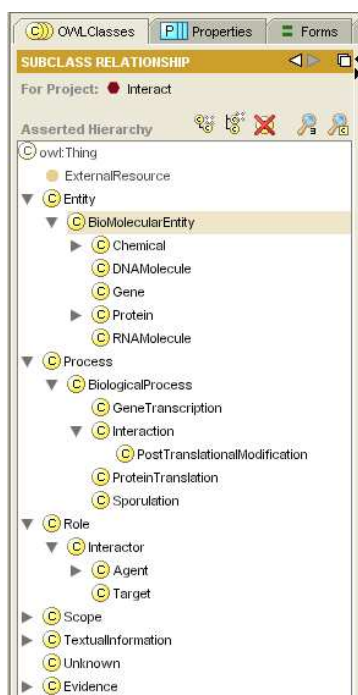 OWLClasses Properties Forms
SUBCLASS RELATIONSHIP
For Project: Interact
Asserted Hierarchy
owl:Thing
ExternalResource
Entity
BioMolecularEntity
Chemical
DNAMolecule
Gene
Protein
RNAMolecule
Process
BiologicalProcess
GeneTranscription
Interaction
PostTranslationalModification
ProteinTranslation
Sporulation
Role
Interactor
Agent
Target
Scope
TextualInformation
Unknown
Evidence